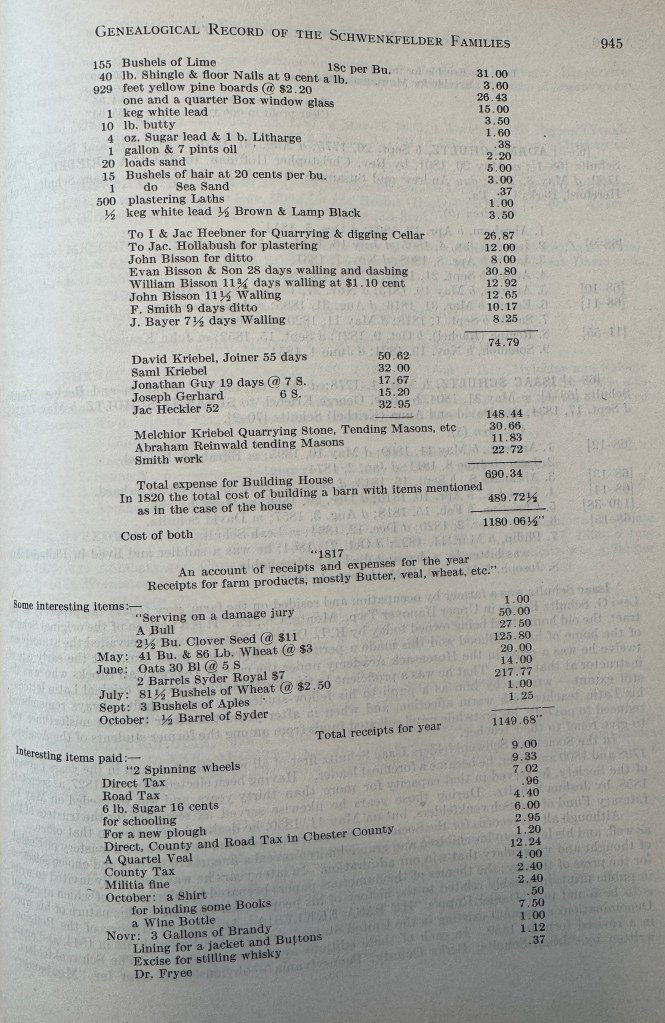 GENEALOGICAL RECORD OF THE SCHWENKFELDER FAMILIES 945
155 Bushels of Lime 18c per Bu. 31.00
40 lb. Shingle & floor Nails at 9 cent a lb. 3.60
929 feet yellow pine boards @ $2.20 26.43
one and a quarter Box window glass 15.00
1 keg white lead 3.50
10 lb. butty 1.60
4 oz. Sugar lead & 1 b. Litharge .38
1 gallon & 7 pints oil 2.20
20 loads sand 5.00
15 Bushels of hair at 20 cents per bu. 3.00
1 do Sea Sand .37
500 plastering Laths 1.00
½ keg white lead ½ Brown & Lamp Black 3.50
To I & Jac Heebner for Quarrying & digging Cellar 26.87
To Jac. Hollabush for plastering 12.00
John Bisson for ditto 8.00
Evan Bisson & Son 28 days walling and dashing 30.80
William Bisson 11¾ days walling at $1.10 cent 12.92
John Bisson 11½ Walling 12.65
F. Smith 9 days ditto 10.17
J. Bayer 7½ days Walling 8.25
74.79
David Kriebel, Joiner 55 days 50.62
Saml Kriebel 32.00
Jonathan Guy 19 days @ 7 S. 17.67
Joseph Gerhard 6 S. 15.20
Jac Heckler 52 32.95
148.44
Melchior Kriebel Quarrying Stone, Tending Masons, etc 30.66
Abraham Reinwald tending Masons 11.83
Smith work 22.72
Total expense for Building House 690.34
In 1820 the total cost of building a barn with items mentioned
as in the case of the house 489.72½
Cost of both 1180.06½"
"1817
An account of receipts and expenses for the year
Receipts for farm products, mostly Butter, veal, wheat, etc."
Some interesting items:—
"Serving on a damage jury 1.00
A Bull 50.00
2½ Bu. Clover Seed @ $11 27.50
May: 41 Bu. & 86 Lb. Wheat @ $3 125.80
June: Oats 30 Bl @ 5 S 20.00
2 Barrels Syder Royal $7 14.00
July: 81½ Bushels of Wheat @ $2.50 217.77
Sept: 3 Bushels of Aples 1.00
October: ½ Barrel of Syder 1.25
Total receipts for year 1149.68"
Interesting items paid:—
"2 Spinning wheels 9.00
Direct Tax 9.33
Road Tax 7.02
6 lb. Sugar 16 cents .96
for schooling 4.40
For a new plough 6.00
Direct, County and Road Tax in Chester County 2.95
A Quartel Veal 1.20
County Tax 12.24
Militia fine 4.00
October: a Shirt 2.40
for binding some Books 2.40
a Wine Bottle .50
Novr: 3 Gallons of Brandy 7.50
Lining for a jacket and Buttons 1.00
Excise for stilling whisky 1.12
Dr. Fryee .37